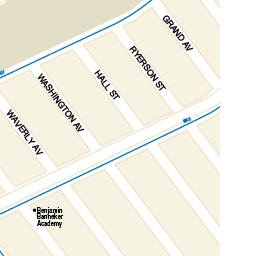 GRAND AV
RYERSON ST
HALL ST
WASHINGTON AV
WAVERLY AV
Benjamin
Banneker
Academy